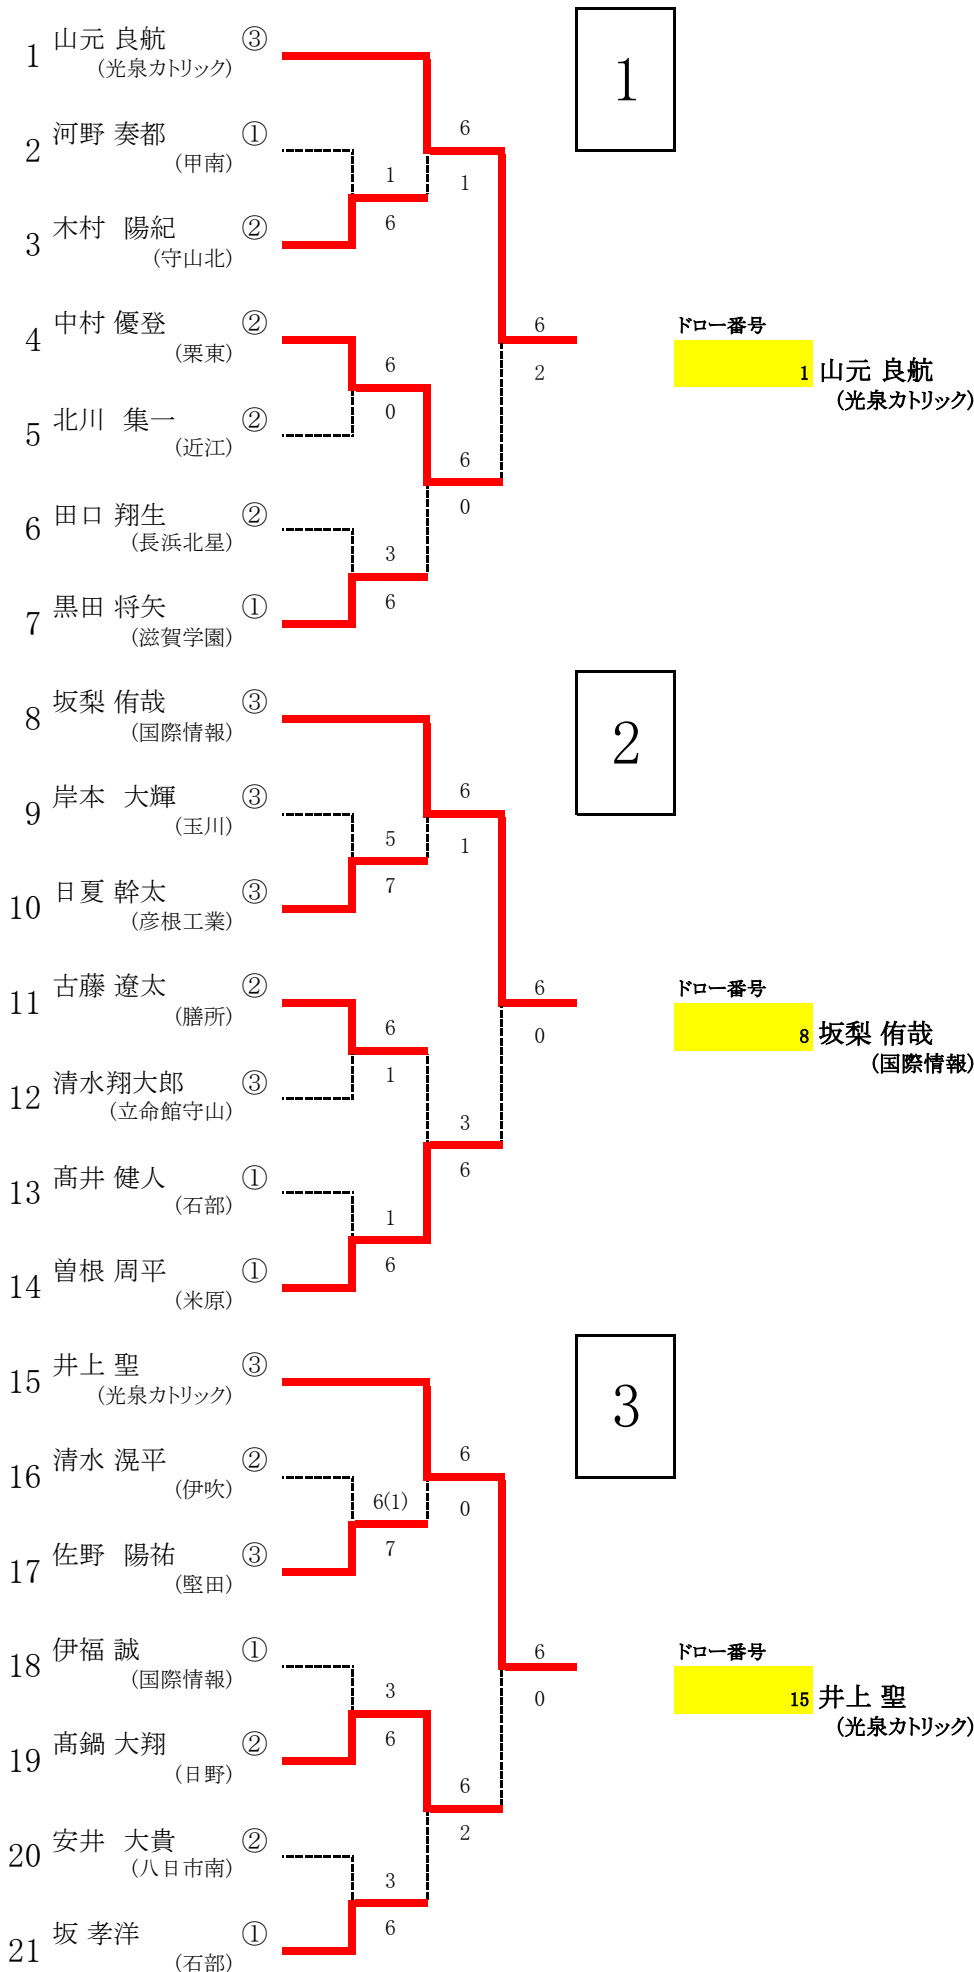 1 山元 良航 ③
(光泉カトリック)
1
2 河野 奏都 ①
(甲南)
6
1
1
6
3 木村 陽紀 ②
(守山北)
4 中村 優登 ②
(栗東)
6
2
ドロー番号
1 山元 良航
(光泉カトリック)
6
0
5 北川 集一 ②
(近江)
6
0
6 田口 翔生 ②
(長浜北星)
3
6
7 黒田 将矢 ①
(滋賀学園)
8 坂梨 侑哉 ③
(国際情報)
2
9 岸本 大輝 ③
(玉川)
6
1
5
7
10 日夏 幹太 ③
(彦根工業)
11 古藤 遼太 ②
(膳所)
6
0
ドロー番号
8 坂梨 侑哉
(国際情報)
6
1
12 清水翔大郎 ③
(立命館守山)
3
6
13 髙井 健人 ①
(石部)
1
6
14 曽根 周平 ①
(米原)
15 井上 聖 ③
(光泉カトリック)
3
16 清水 滉平 ②
(伊吹)
6
0
6(1)
7
17 佐野 陽祐 ③
(堅田)
18 伊福 誠 ①
(国際情報)
6
0
ドロー番号
15 井上 聖
(光泉カトリック)
3
6
19 髙鍋 大翔 ②
(日野)
6
2
20 安井 大貴 ②
(八日市南)
3
6
21 坂 孝洋 ①
(石部)